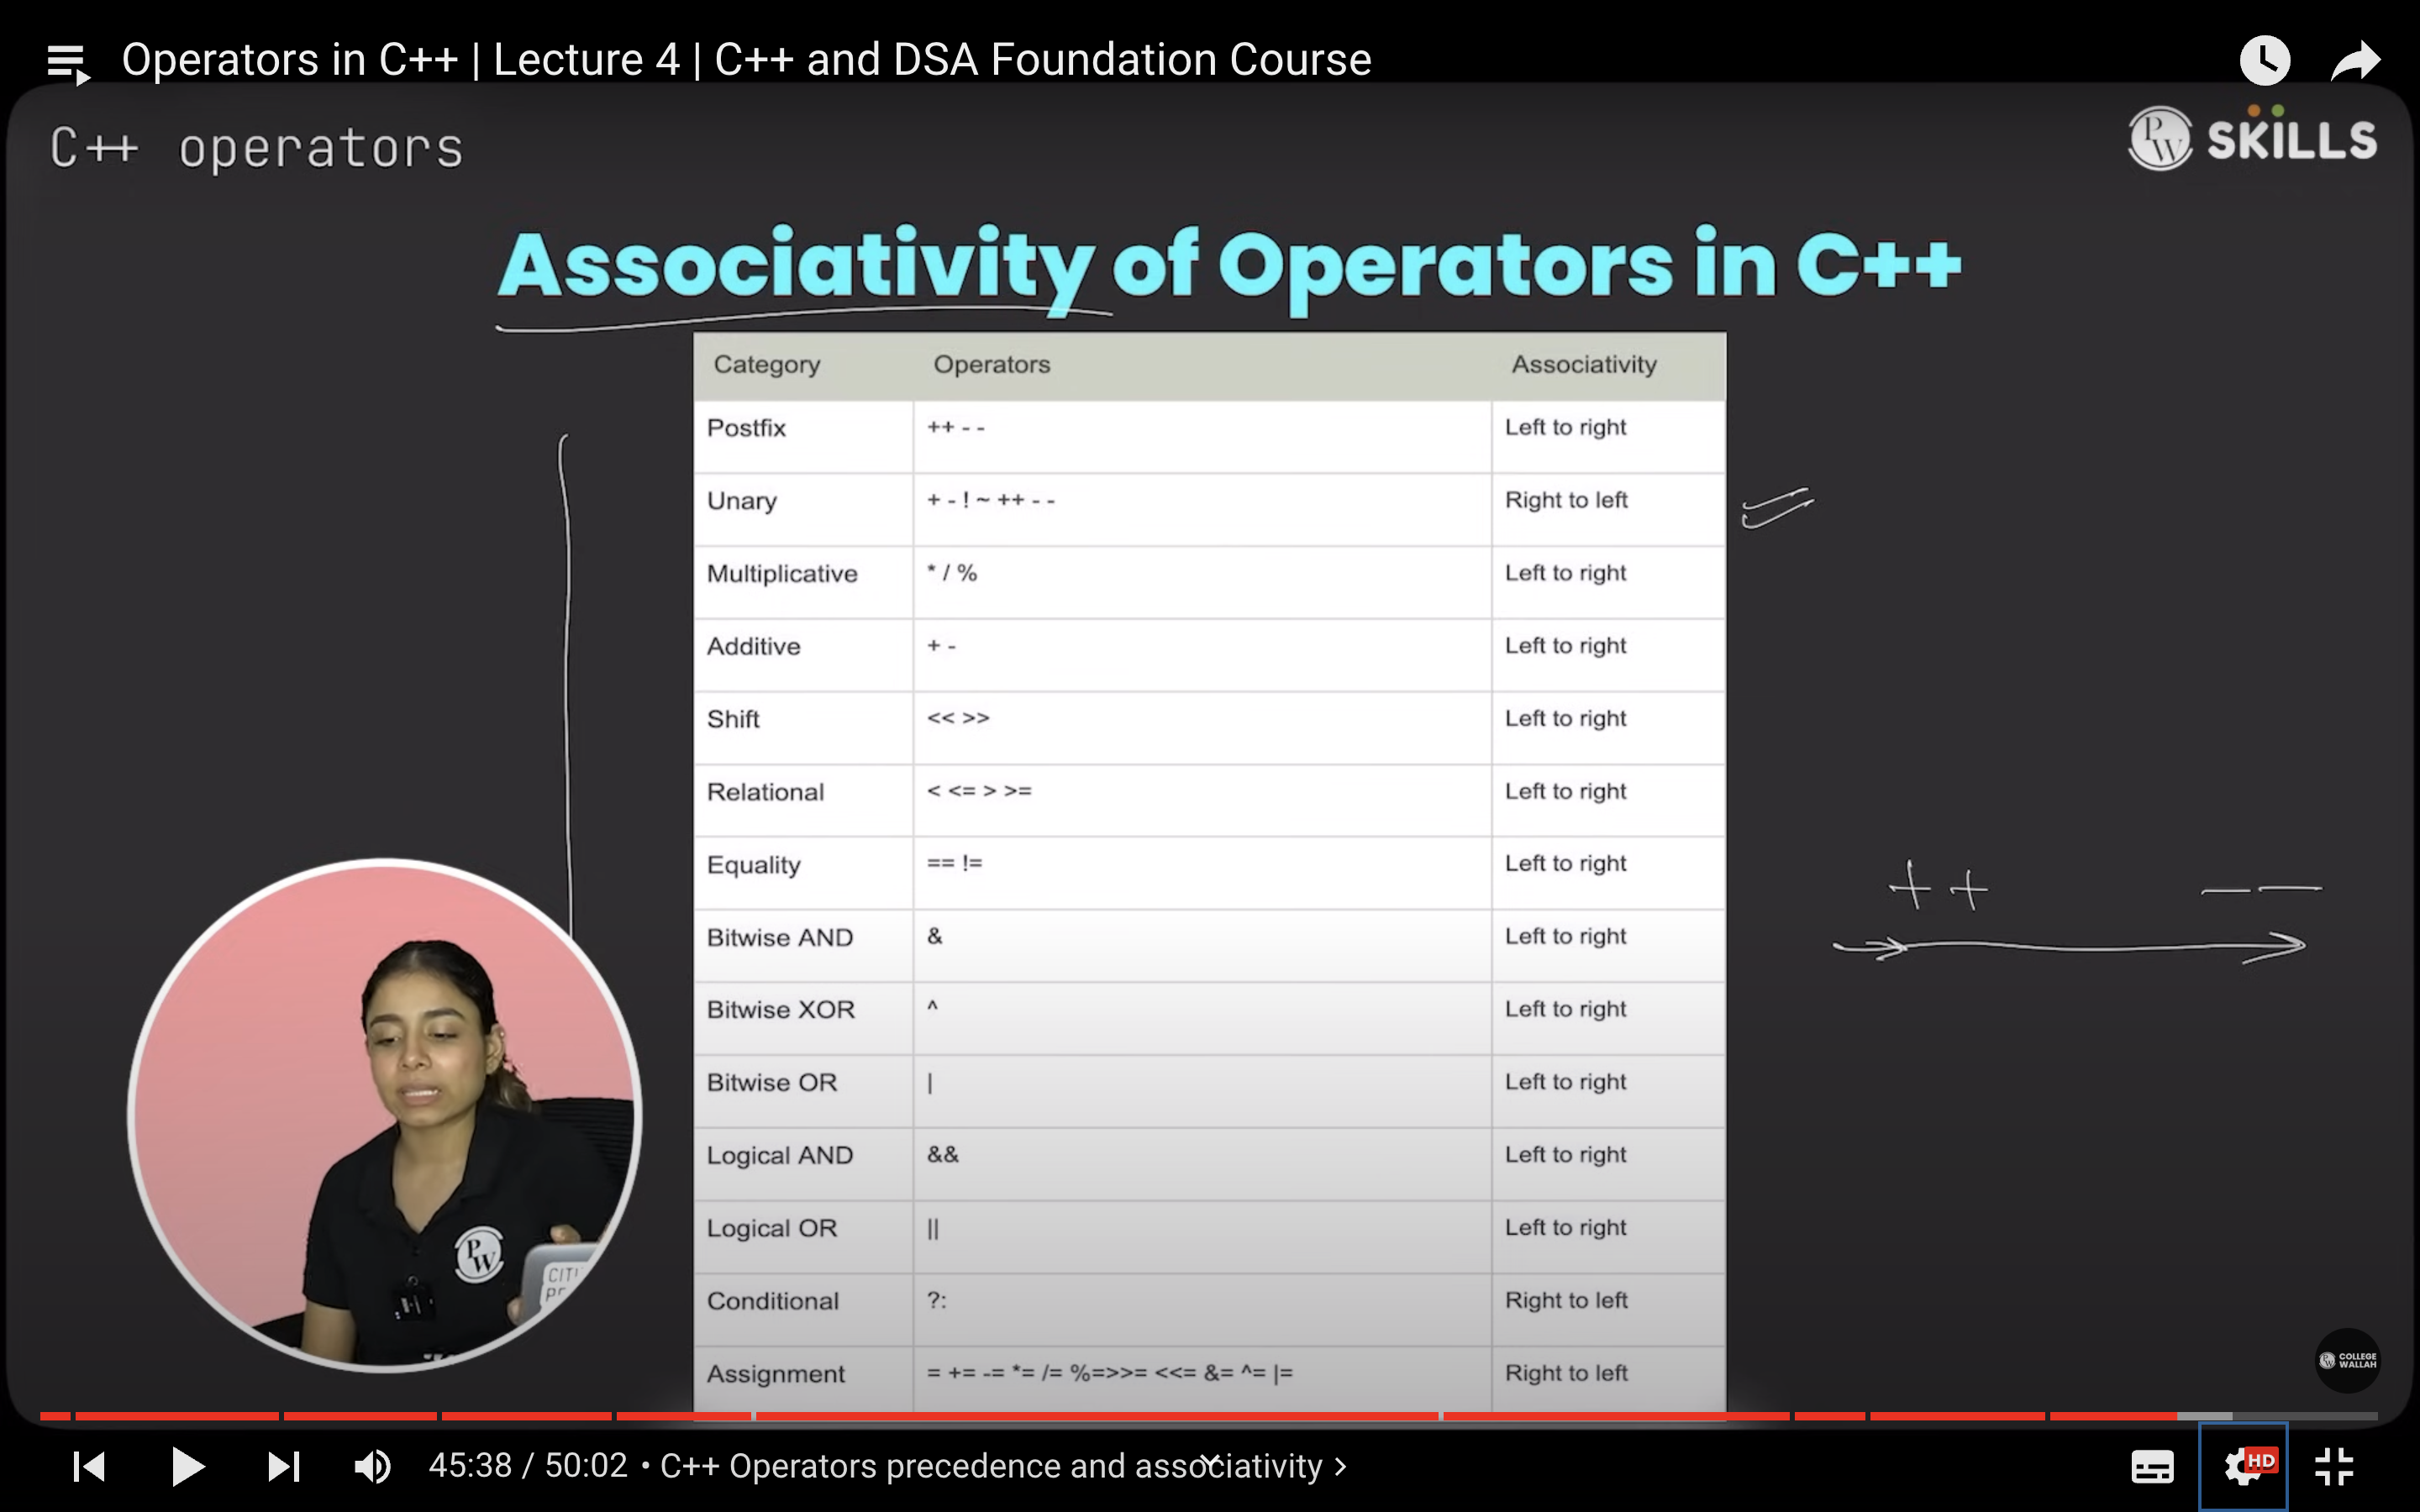 Operators in C++ | Lecture 4 | C++ and DSA Foundation Course
C++ operators
PW SKILLS
Associativity of Operators in C++
Category Operators Associativity
Postfix ++ - - Left to right
Unary + - ! ~ ++ - - Right to left
Multiplicative * / % Left to right
Additive + - Left to right
Shift << >> Left to right
Relational < <= > >= Left to right
Equality == != Left to right
++ --
Bitwise AND & Left to right
Bitwise XOR ^ Left to right
Bitwise OR | Left to right
Logical AND && Left to right
Logical OR || Left to right
PW
Conditional ?: Right to left
COLLEGE
WALLAH
Assignment = += -= *= /= %=>>= <<= &= ^= |= Right to left
45:38 / 50:02 • C++ Operators precedence and associativity >
HD